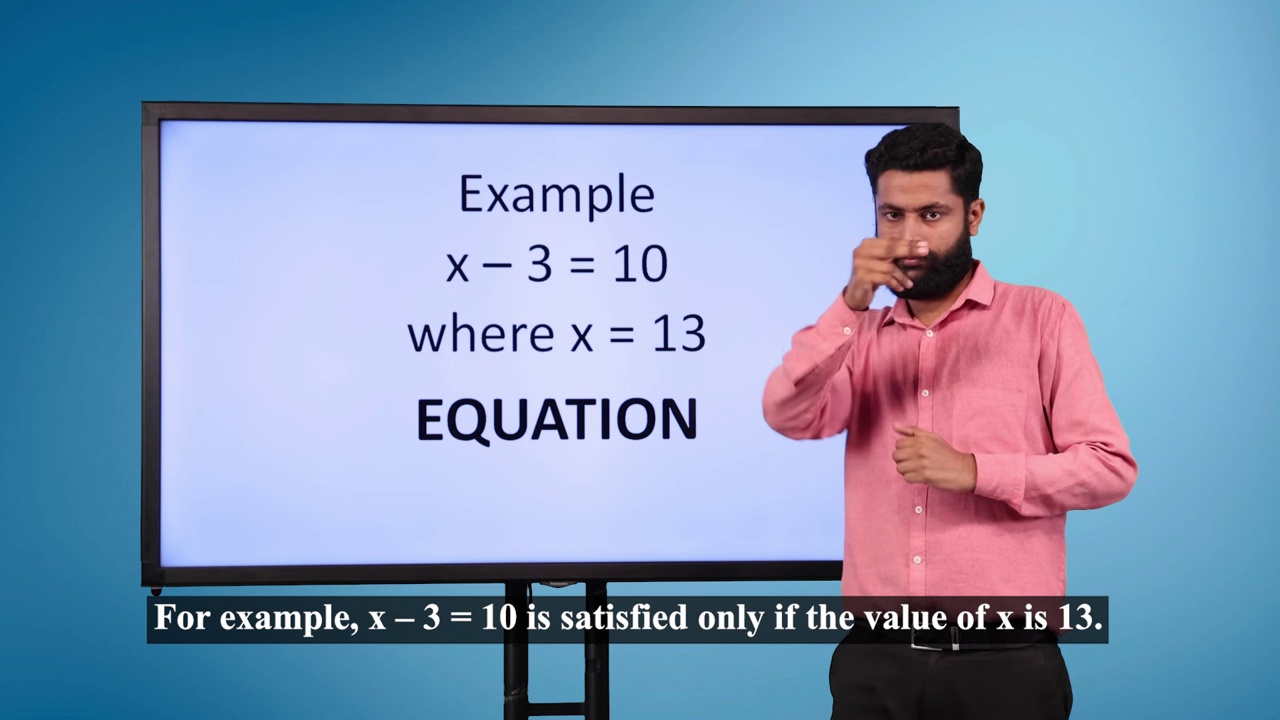 Example
x – 3 = 10
where x = 13
EQUATION
For example, x – 3 = 10 is satisfied only if the value of x is 13.